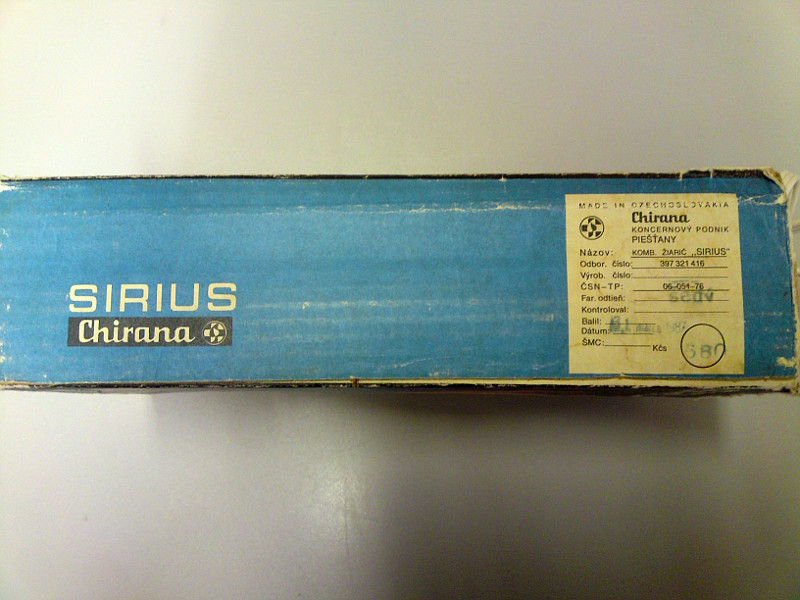 SIRIUS
Chirana
MADE IN CZECHOSLOVAKIA
Chirana
KONCERNOVÝ PODNIK
PIEŠŤANY
Názov: KOMB. ŽIARIČ „SIRIUS"
Odbor. číslo: 397 321 416
Výrob. číslo:
ČSN-TP: 06-051-76
Far. odtieň:
Kontroloval:
Balil:
Dátum:
ŠMC: Kčs 380